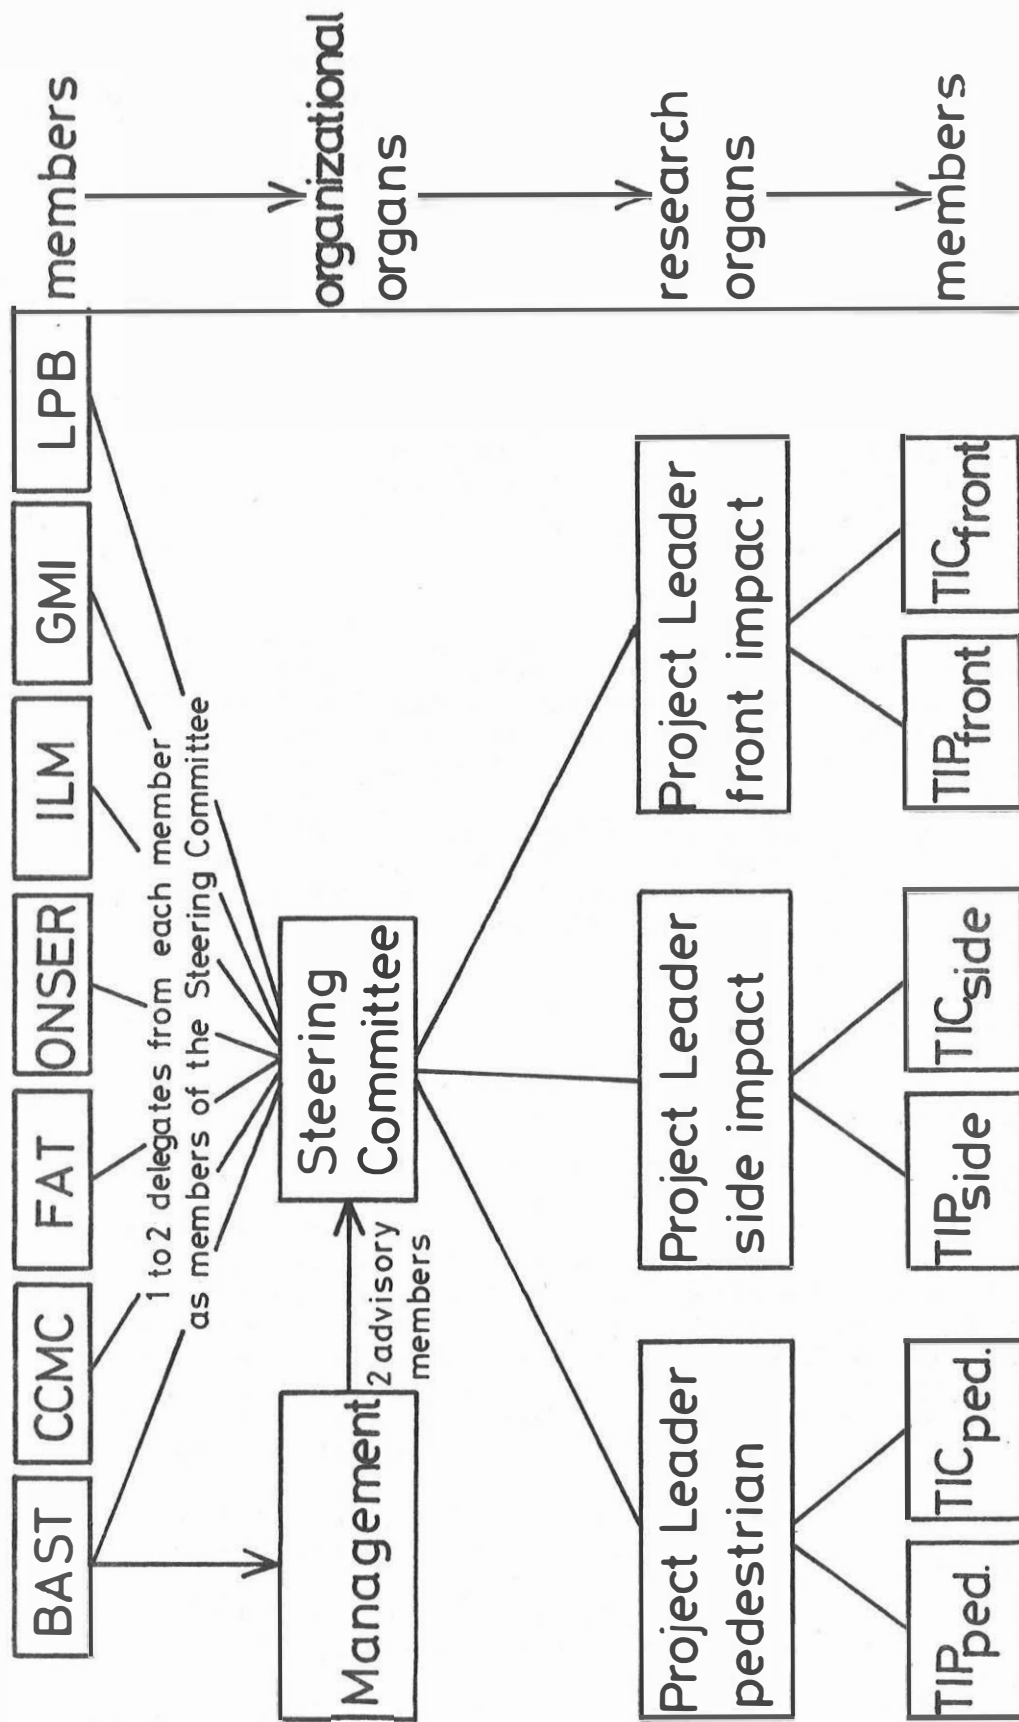 BAST
CCMC
FAT
ONSER
ILM
GMI
LPB
members
1 to 2 delegates from each member
as members of the Steering Committee
Management
2 advisory
members
Steering
Committee
organizational
organs
Project Leader
pedestrian
Project Leader
side impact
Project Leader
front impact
research
organs
TIPped.
TICped.
TIPside
TICside
TIPfront
TICfront
members